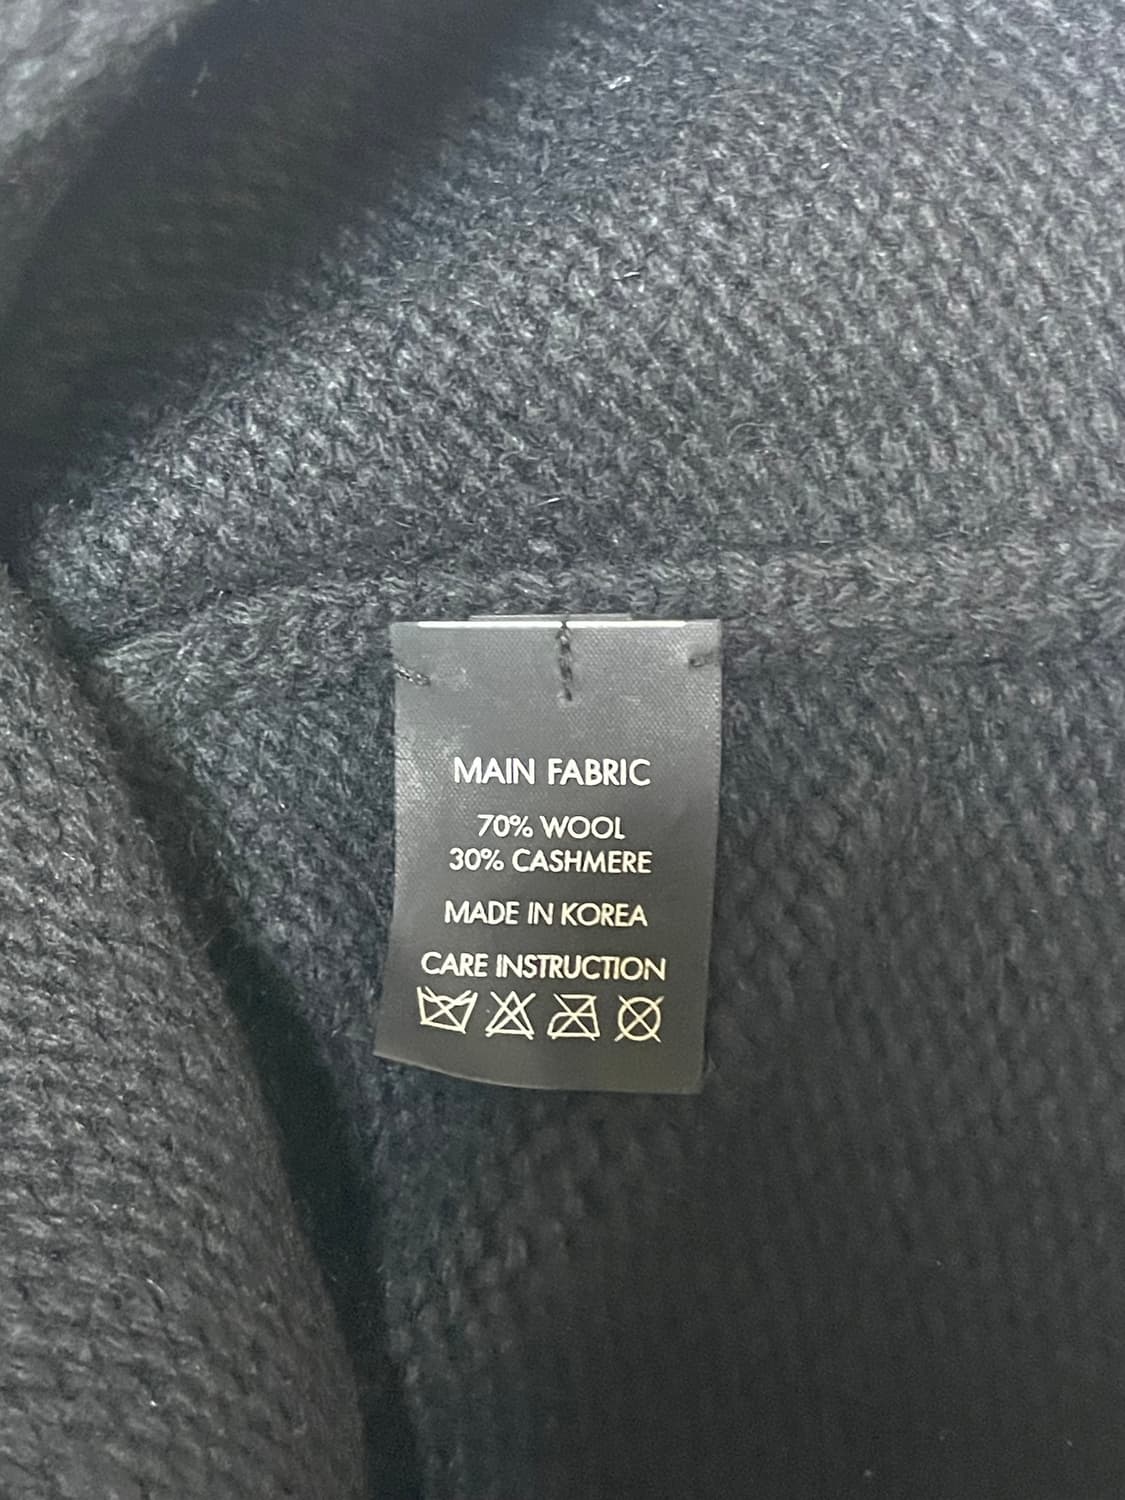 MAIN FABRIC
70% WOOL
30% CASHMERE
MADE IN KOREA
CARE INSTRUCTION